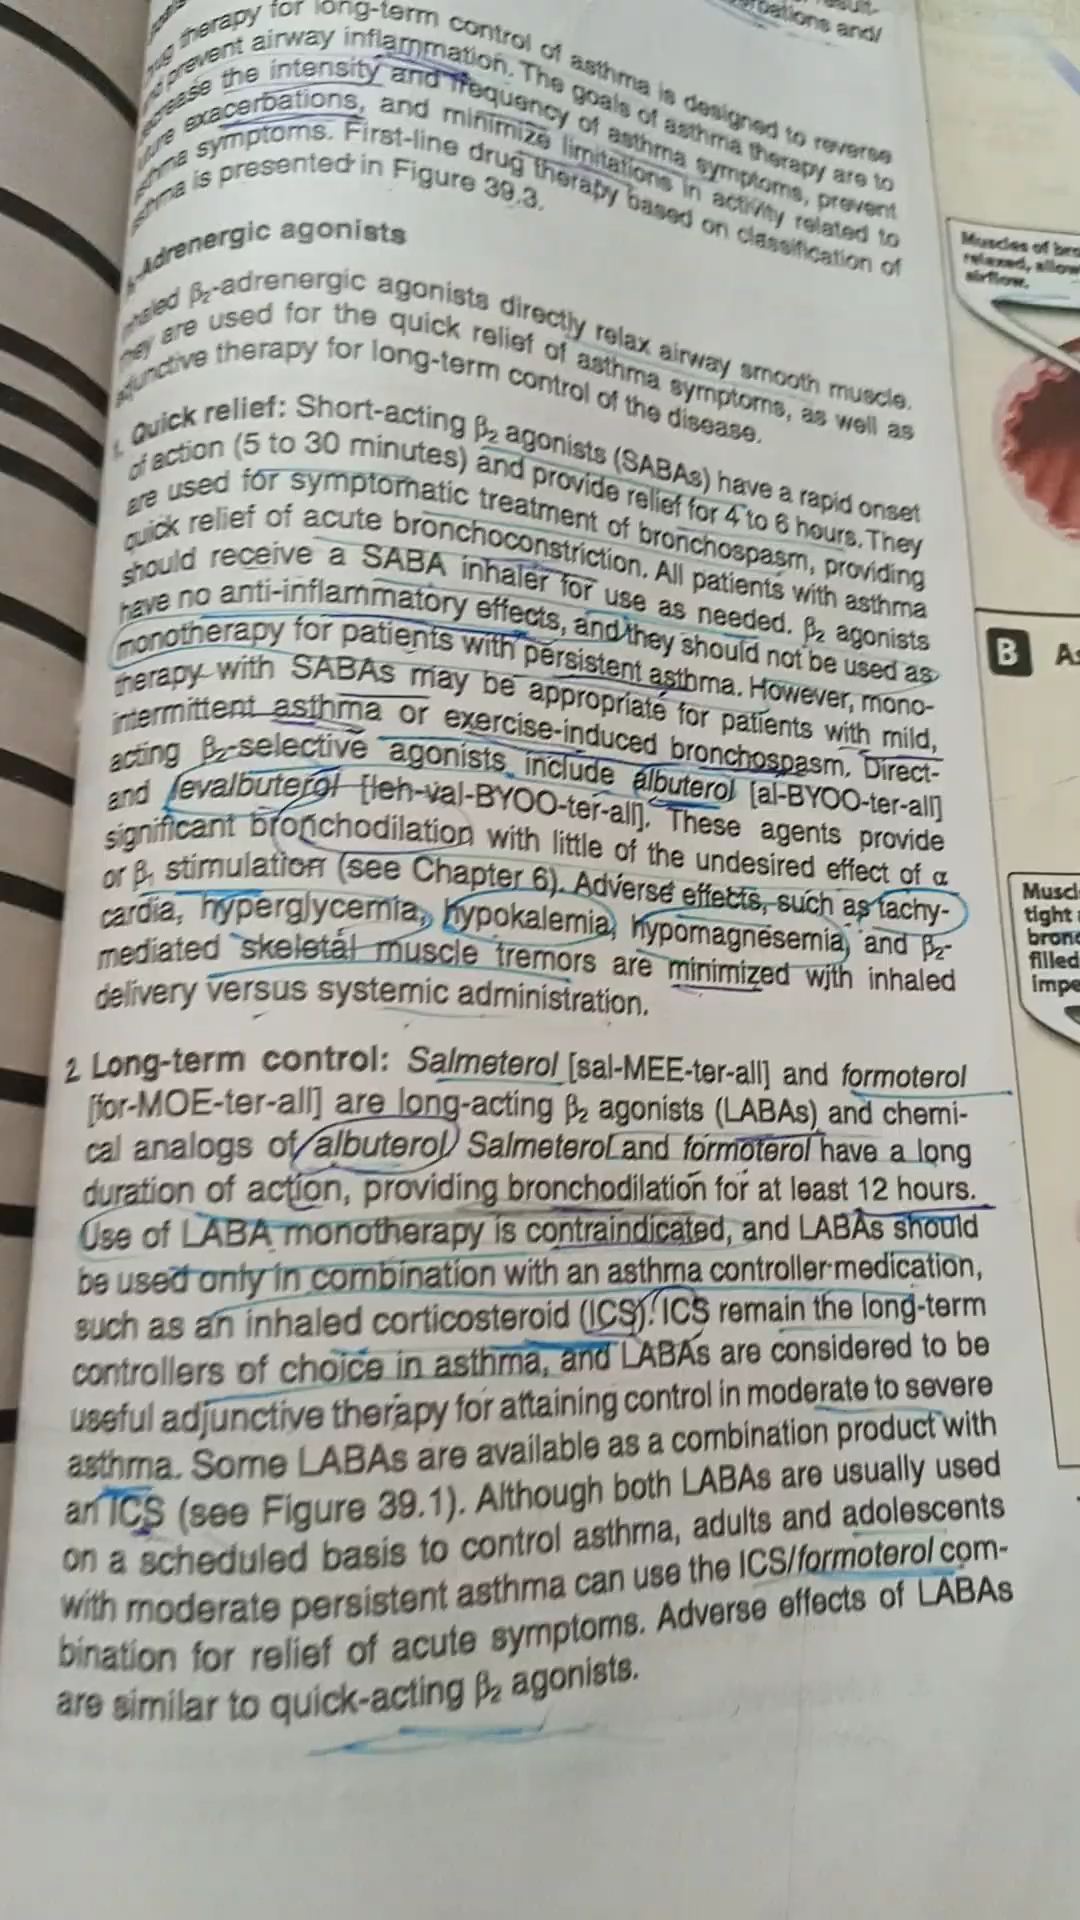 therapy for long-term control of asthma is designed to reverse
prevent airway inflammation. The goals of asthma therapy are to
the intensity and frequency of asthma symptoms, prevent
exacerbations, and minimize limitations in activity related to
symptoms. First-line drug therapy based on classification of
is presented in Figure 39.3.
-Adrenergic agonists
β2-adrenergic agonists directly relax airway smooth muscle.
are used for the quick relief of asthma symptoms, as well as
therapy for long-term control of the disease.
1. Quick relief: Short-acting β2 agonists (SABAs) have a rapid onset
of action (5 to 30 minutes) and provide relief for 4 to 6 hours. They
are used for symptomatic treatment of bronchospasm, providing
quick relief of acute bronchoconstriction. All patients with asthma
should receive a SABA inhaler for use as needed. β2 agonists
have no anti-inflammatory effects, and they should not be used as
monotherapy for patients with persistent asthma. However, mono-
therapy with SABAs may be appropriate for patients with mild,
intermittent asthma or exercise-induced bronchospasm. Direct-
acting β2-selective agonists include albuterol [al-BYOO-ter-all]
and levalbuterol [leh-val-BYOO-ter-all]. These agents provide
significant bronchodilation with little of the undesired effect of α
or β1 stimulation (see Chapter 6). Adverse effects, such as tachy-
cardia, hyperglycemia, hypokalemia, hypomagnesemia, and β2-
mediated skeletal muscle tremors are minimized with inhaled
delivery versus systemic administration.
2 Long-term control: Salmeterol [sal-MEE-ter-all] and formoterol
[for-MOE-ter-all] are long-acting β2 agonists (LABAs) and chemi-
cal analogs of albuterol. Salmeterol and formoterol have a long
duration of action, providing bronchodilation for at least 12 hours.
Use of LABA monotherapy is contraindicated, and LABAs should
be used only in combination with an asthma controller medication,
such as an inhaled corticosteroid (ICS). ICS remain the long-term
controllers of choice in asthma, and LABAs are considered to be
useful adjunctive therapy for attaining control in moderate to severe
asthma. Some LABAs are available as a combination product with
an ICS (see Figure 39.1). Although both LABAs are usually used
on a scheduled basis to control asthma, adults and adolescents
with moderate persistent asthma can use the ICS/formoterol com-
bination for relief of acute symptoms. Adverse effects of LABAs
are similar to quick-acting β2 agonists.
Muscles of
relaxed, allow
airflow.
B
tight
filled